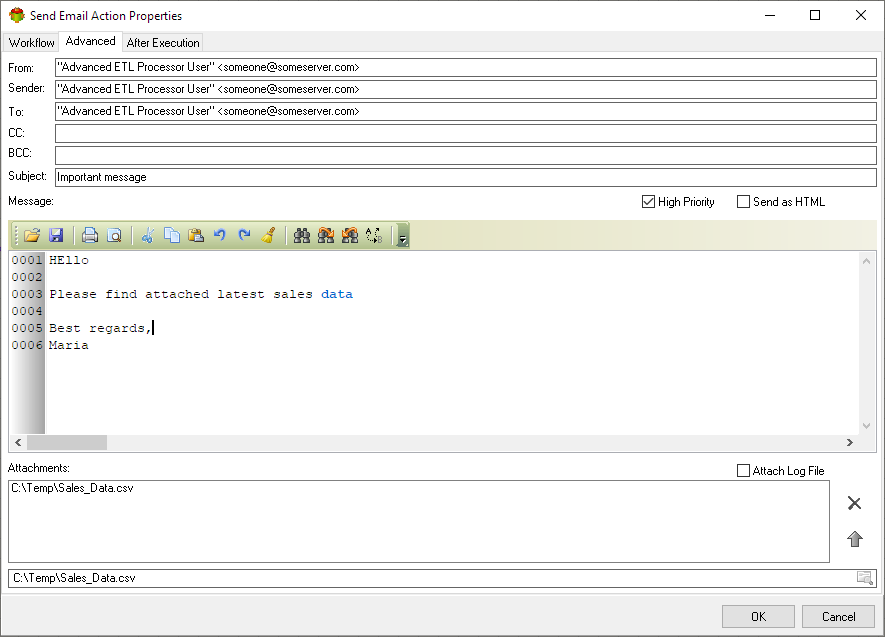 Send Email Action Properties
Workflow Advanced After Execution
From: "Advanced ETL Processor User" <someone@someserver.com>
Sender: "Advanced ETL Processor User" <someone@someserver.com>
To: "Advanced ETL Processor User" <someone@someserver.com>
CC:
BCC:
Subject: Important message
Message: High Priority Send as HTML
0001 HEllo
0002
0003 Please find attached latest sales data
0004
0005 Best regards,
0006 Maria
Attachments: Attach Log File
C:\Temp\Sales_Data.csv
C:\Temp\Sales_Data.csv
OK Cancel